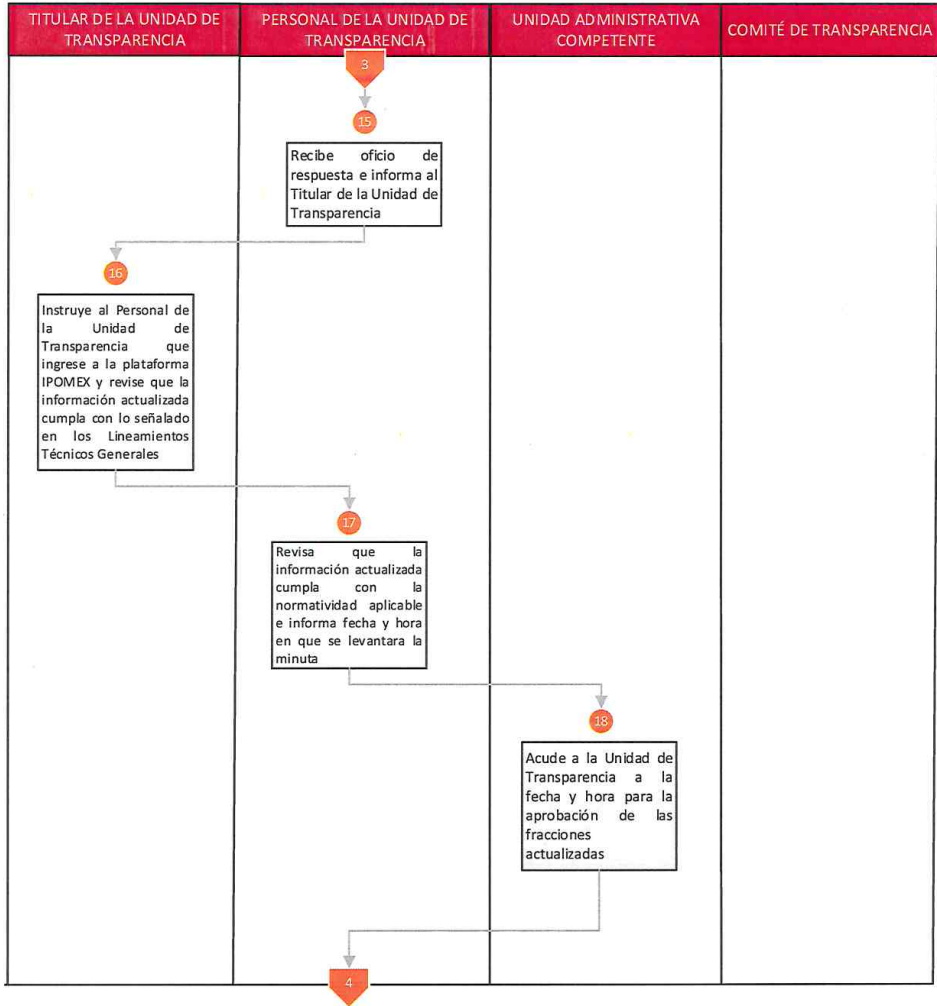 TITULAR DE LA UNIDAD DE
TRANSPARENCIA
PERSONAL DE LA UNIDAD DE
TRANSPARENCIA
UNIDAD ADMINISTRATIVA
COMPETENTE
COMITÉ DE TRANSPARENCIA
3
15
Recibe oficio de
respuesta e informa al
Titular de la Unidad de
Transparencia
16
Instruye al Personal de
la Unidad de
Transparencia que
ingrese a la plataforma
IPOMEX y revise que la
información actualizada
cumpla con lo señalado
en los Lineamientos
Técnicos Generales
17
Revisa que la
información actualizada
cumpla con la
normatividad aplicable
e informa fecha y hora
en que se levantara la
minuta
18
Acude a la Unidad de
Transparencia a la
fecha y hora para la
aprobación de las
fracciones
actualizadas
4